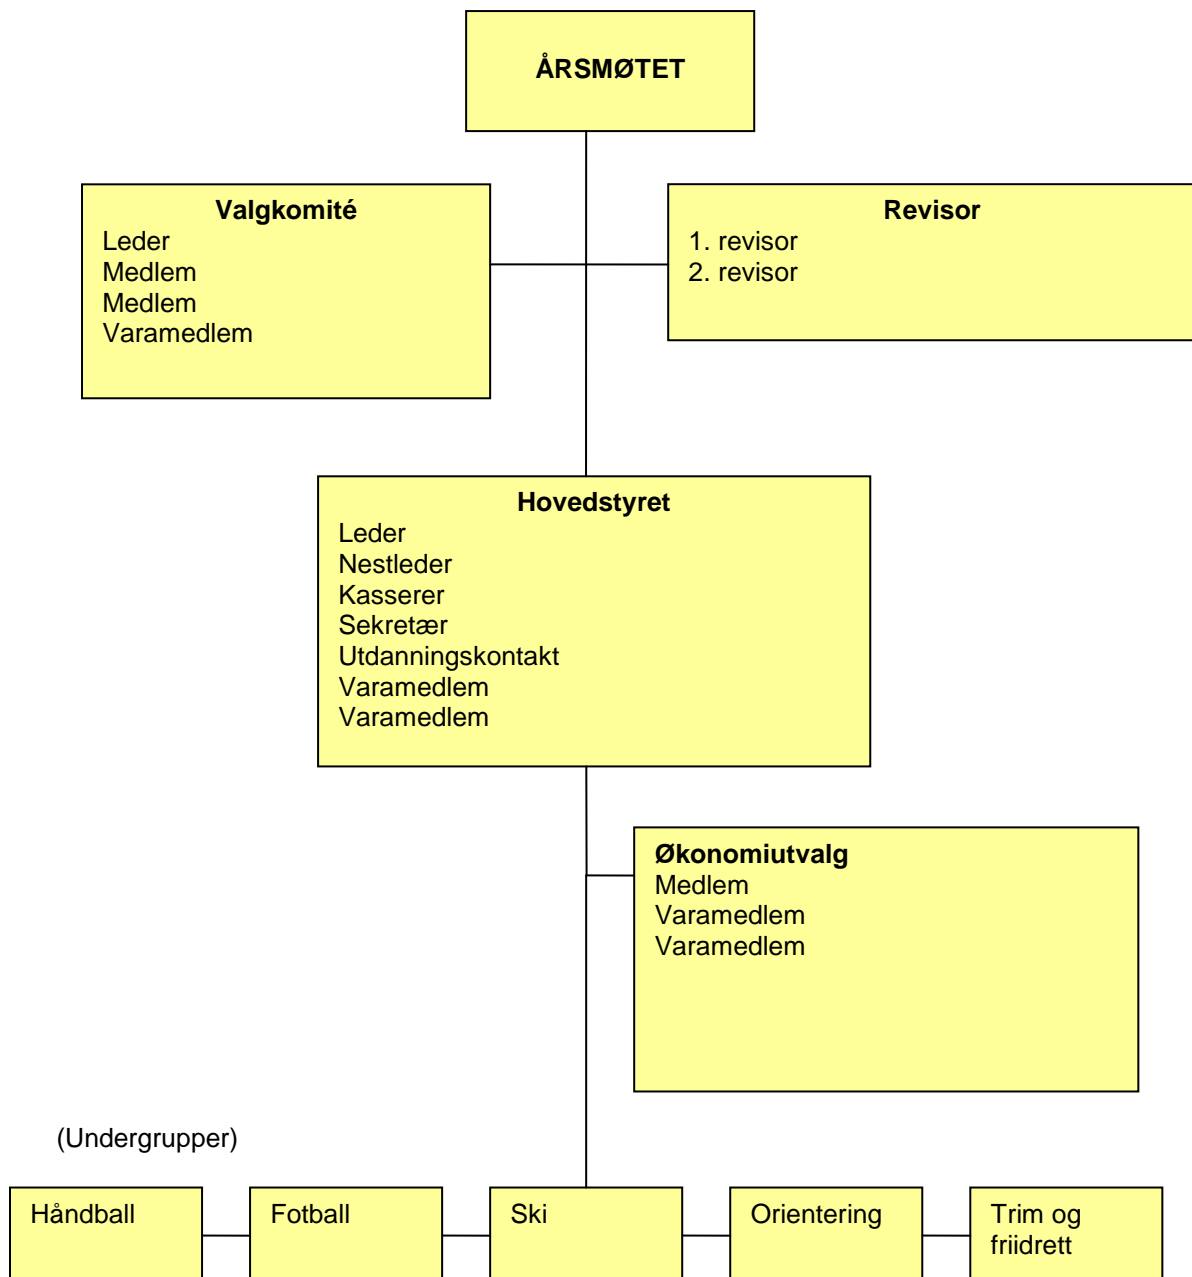 ÅRSMØTET
Valgkomité
Leder
Medlem
Medlem
Varamedlem
Revisor
1. revisor
2. revisor
Hovedstyret
Leder
Nestleder
Kasserer
Sekretær
Utdanningskontakt
Varamedlem
Varamedlem
Økonomiutvalg
Medlem
Varamedlem
Varamedlem
(Undergrupper)
Håndball
Fotball
Ski
Orientering
Trim og
friidrett